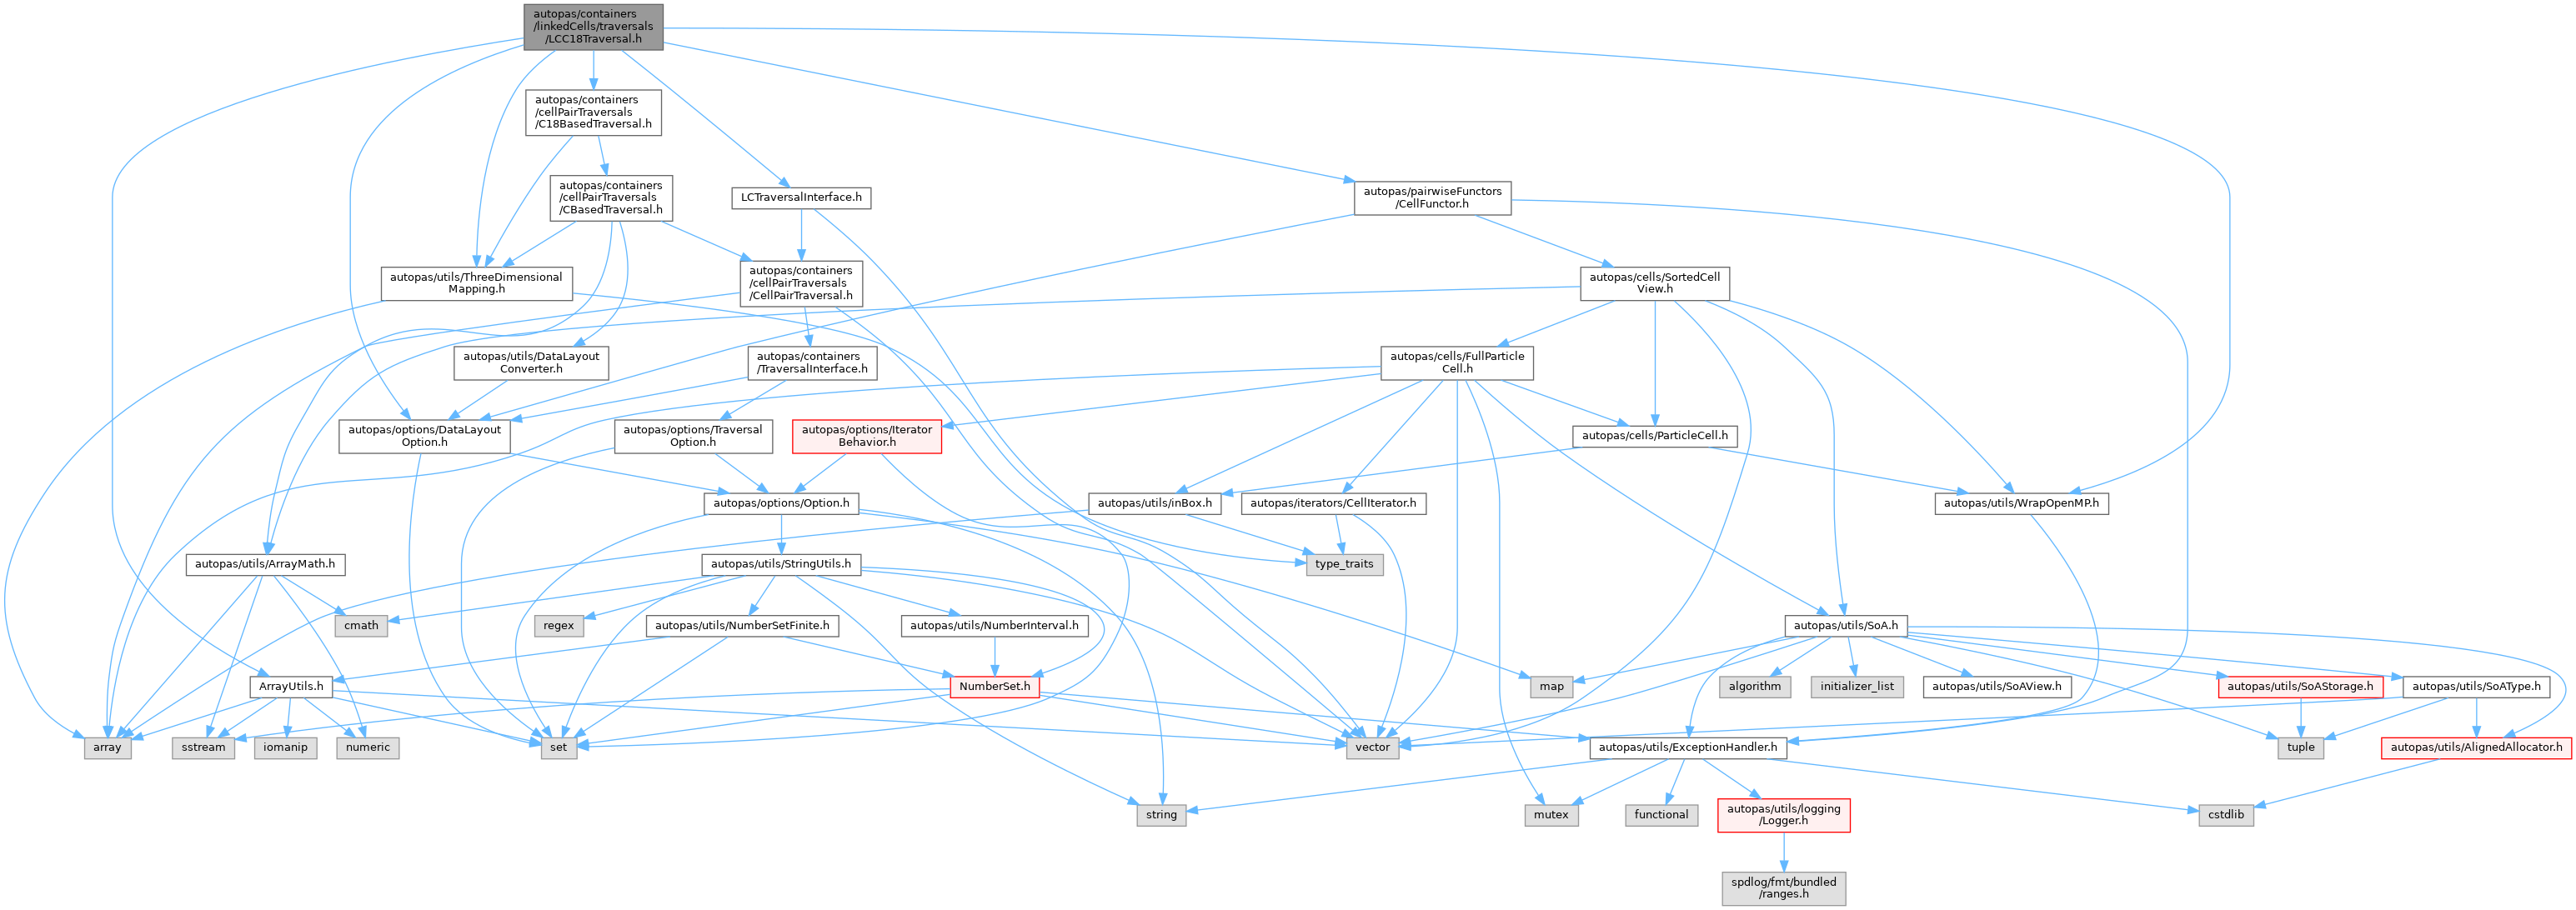 autopas/containers
/linkedCells/traversals
/LCC18Traversal.h
autopas/containers
/cellPairTraversals
/C18BasedTraversal.h
autopas/containers
/cellPairTraversals
/CBasedTraversal.h
LCTraversalInterface.h
autopas/pairwiseFunctors
/CellFunctor.h
autopas/utils/ThreeDimensional
Mapping.h
autopas/containers
/cellPairTraversals
/CellPairTraversal.h
autopas/cells/SortedCell
View.h
autopas/utils/DataLayout
Converter.h
autopas/containers
/TraversalInterface.h
autopas/cells/FullParticle
Cell.h
autopas/options/DataLayout
Option.h
autopas/options/Traversal
Option.h
autopas/options/Iterator
Behavior.h
autopas/cells/ParticleCell.h
autopas/options/Option.h
autopas/utils/inBox.h
autopas/iterators/CellIterator.h
autopas/utils/WrapOpenMP.h
autopas/utils/ArrayMath.h
autopas/utils/StringUtils.h
type_traits
cmath
regex
autopas/utils/NumberSetFinite.h
autopas/utils/NumberInterval.h
autopas/utils/SoA.h
ArrayUtils.h
NumberSet.h
map
algorithm
initializer_list
autopas/utils/SoAView.h
autopas/utils/SoAStorage.h
autopas/utils/SoAType.h
array
sstream
iomanip
numeric
set
vector
autopas/utils/ExceptionHandler.h
tuple
autopas/utils/AlignedAllocator.h
string
mutex
functional
autopas/utils/logging
/Logger.h
cstdlib
spdlog/fmt/bundled
/ranges.h